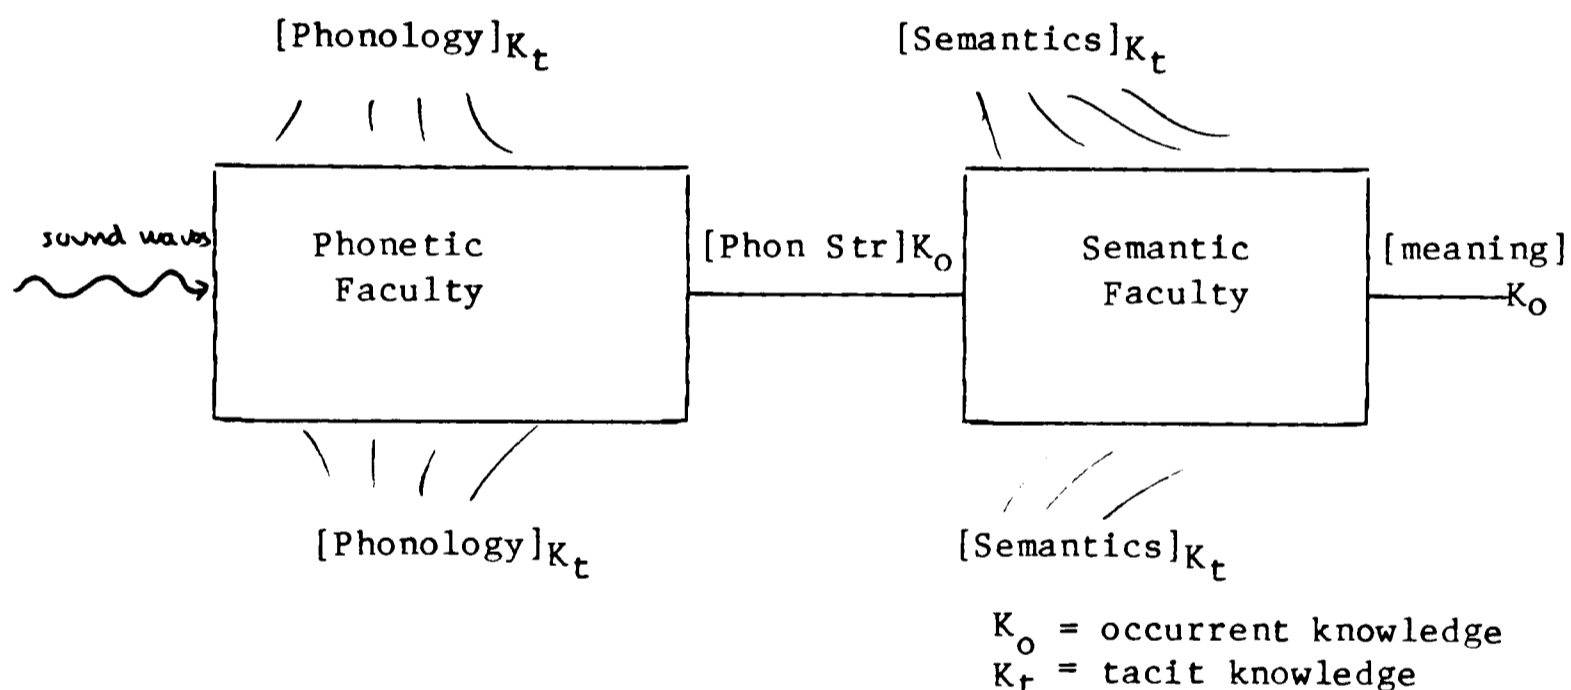 [Phonology]Kt
[Semantics]Kt
sound waves
Phonetic
Faculty
[Phon Str]Ko
Semantic
Faculty
[meaning]
Ko
[Phonology]Kt
[Semantics]Kt
Ko = occurrent knowledge
Kt = tacit knowledge